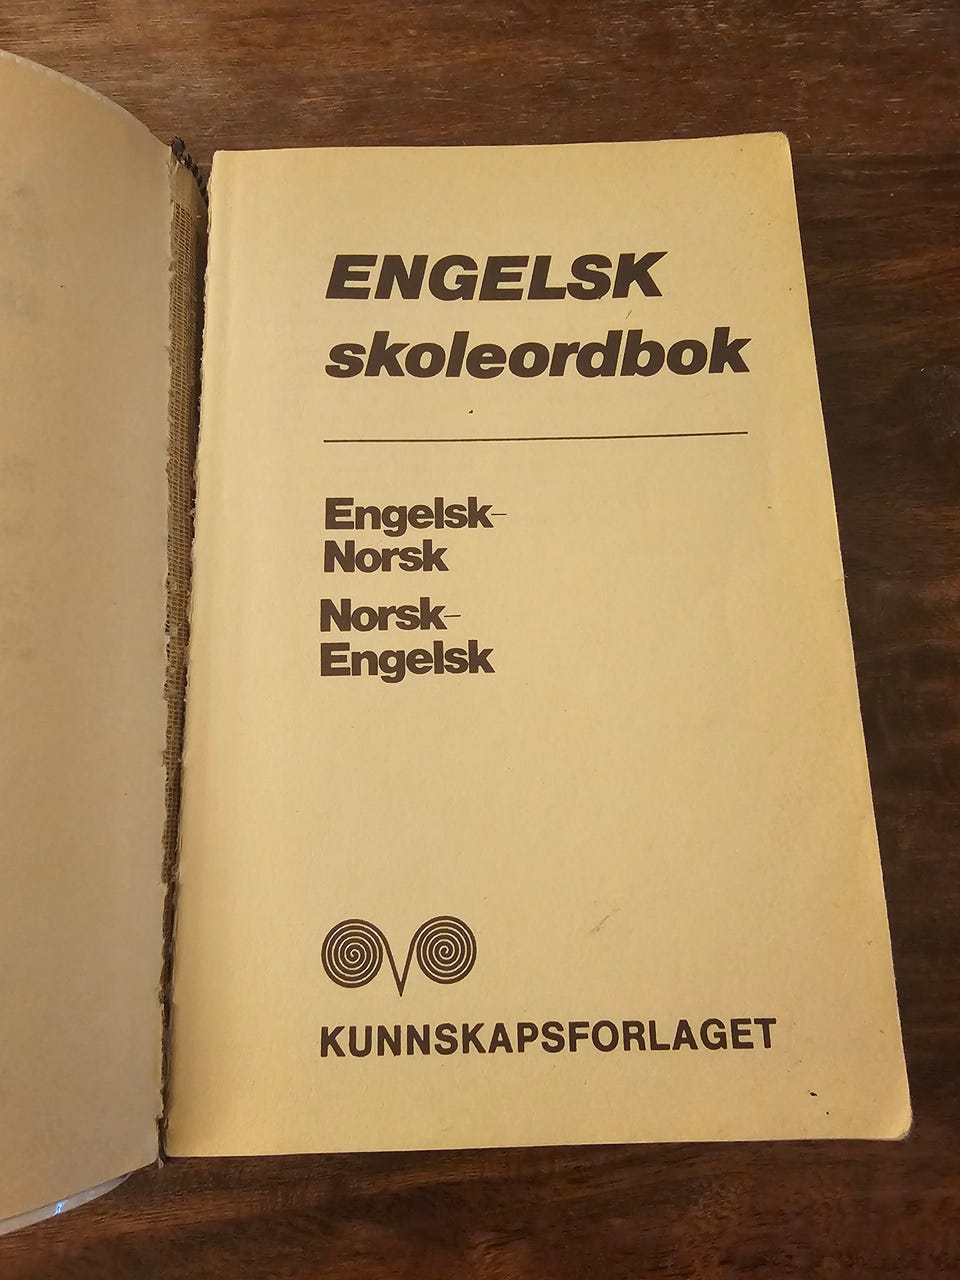 ENGELSK
skoleordbok
Engelsk–
Norsk
Norsk–
Engelsk
KUNNSKAPSFORLAGET